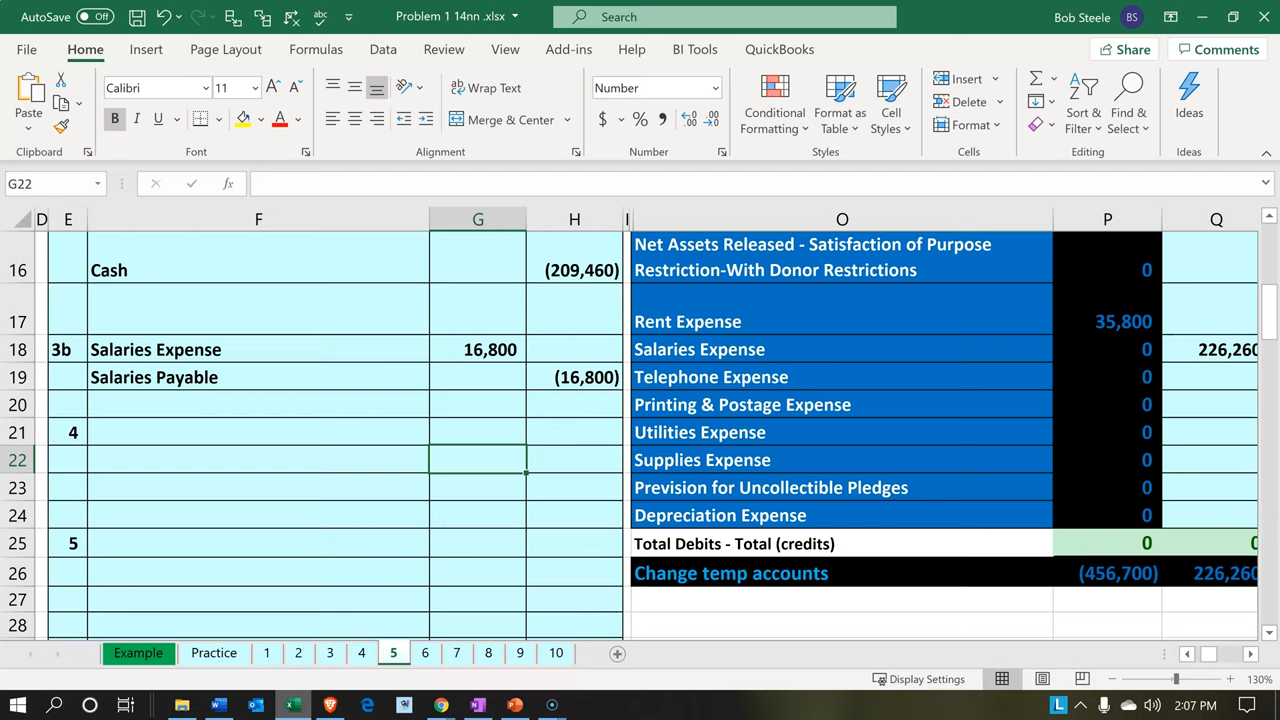 AutoSave Off Problem 1 14nn .xlsx Search Bob Steele BS
File Home Insert Page Layout Formulas Data Review View Add-ins Help BI Tools QuickBooks Share Comments
Calibri 11 Wrap Text Number Insert
Paste B I U Merge & Center $ % Conditional Formatting Format as Table Cell Styles Delete Format Sort & Filter Find & Select Ideas
Clipboard Font Alignment Number Styles Cells Editing Ideas
G22 fx
D E F G H I O P Q
Net Assets Released - Satisfaction of Purpose
16 Cash (209,460) Restriction-With Donor Restrictions 0
17 Rent Expense 35,800
18 3b Salaries Expense 16,800 Salaries Expense 0 226,260
19 Salaries Payable (16,800) Telephone Expense 0
20 Printing & Postage Expense 0
21 4 Utilities Expense 0
22 Supplies Expense 0
23 Prevision for Uncollectible Pledges 0
24 Depreciation Expense 0
25 5 Total Debits - Total (credits) 0 0
26 Change temp accounts (456,700) 226,260
27
28
Example Practice 1 2 3 4 5 6 7 8 9 10
Display Settings 130%
2:07 PM